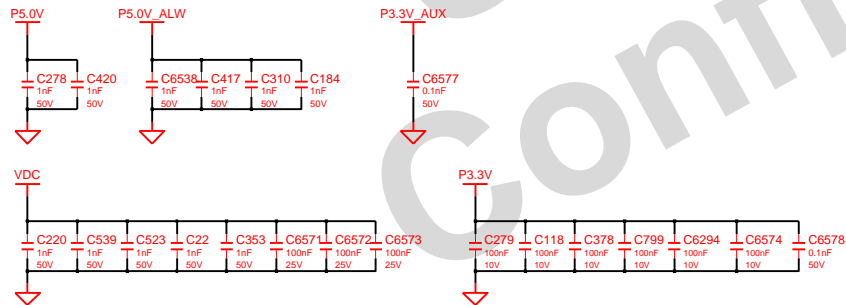 P5.0V
P5.0V_ALW
P3.3V_AUX
C278
1nF
50V
C420
1nF
50V
C6538
1nF
50V
C417
1nF
50V
C310
1nF
50V
C184
1nF
50V
C6577
0.1nF
50V
VDC
P3.3V
C220
1nF
50V
C539
1nF
50V
C523
1nF
50V
C22
1nF
50V
C353
1nF
50V
C6571
100nF
25V
C6572
100nF
25V
C6573
100nF
25V
C279
100nF
10V
C118
100nF
10V
C378
100nF
10V
C799
100nF
10V
C6294
100nF
10V
C6574
100nF
10V
C6578
0.1nF
50V
Con